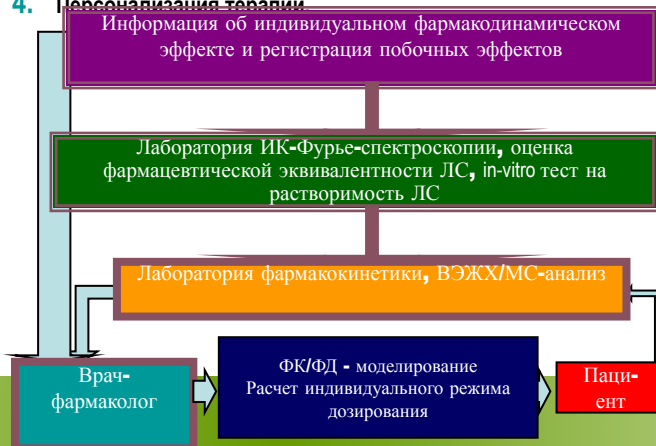 4. Персонализация терапии
Информация об индивидуальном фармакодинамическом
эффекте и регистрация побочных эффектов
Лаборатория ИК-Фурье-спектроскопии, оценка
фармацевтической эквивалентности ЛС, in-vitro тест на
растворимость ЛС
Лаборатория фармакокинетики, ВЭЖХ/МС-анализ
Врач-
фармаколог
ФК/ФД - моделирование
Расчет индивидуального режима
дозирования
Паци-
ент